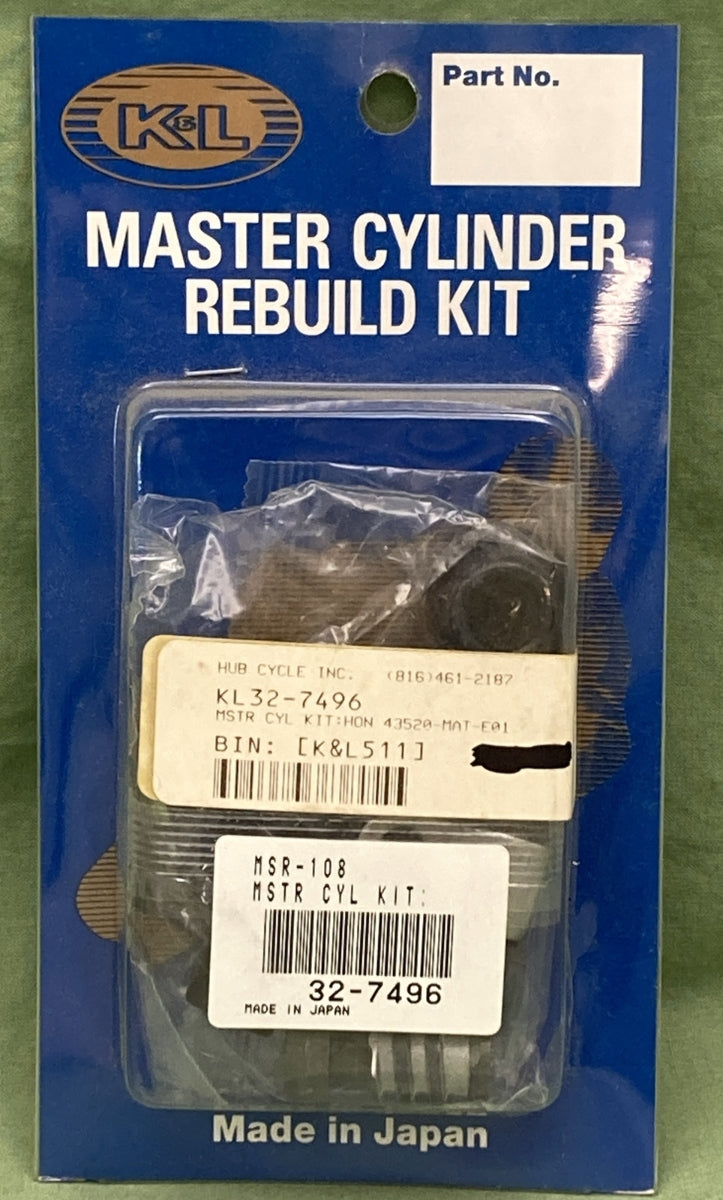 K&L
Part No.
MASTER CYLINDER
REBUILD KIT
HUB CYCLE INC. (816)461-2187
KL32-7496
MSTR CYL KIT:HON 43520-MAT-E01
BIN: [K&L511]
MSR-108
MSTR CYL KIT:
32-7496
MADE IN JAPAN
Made in Japan